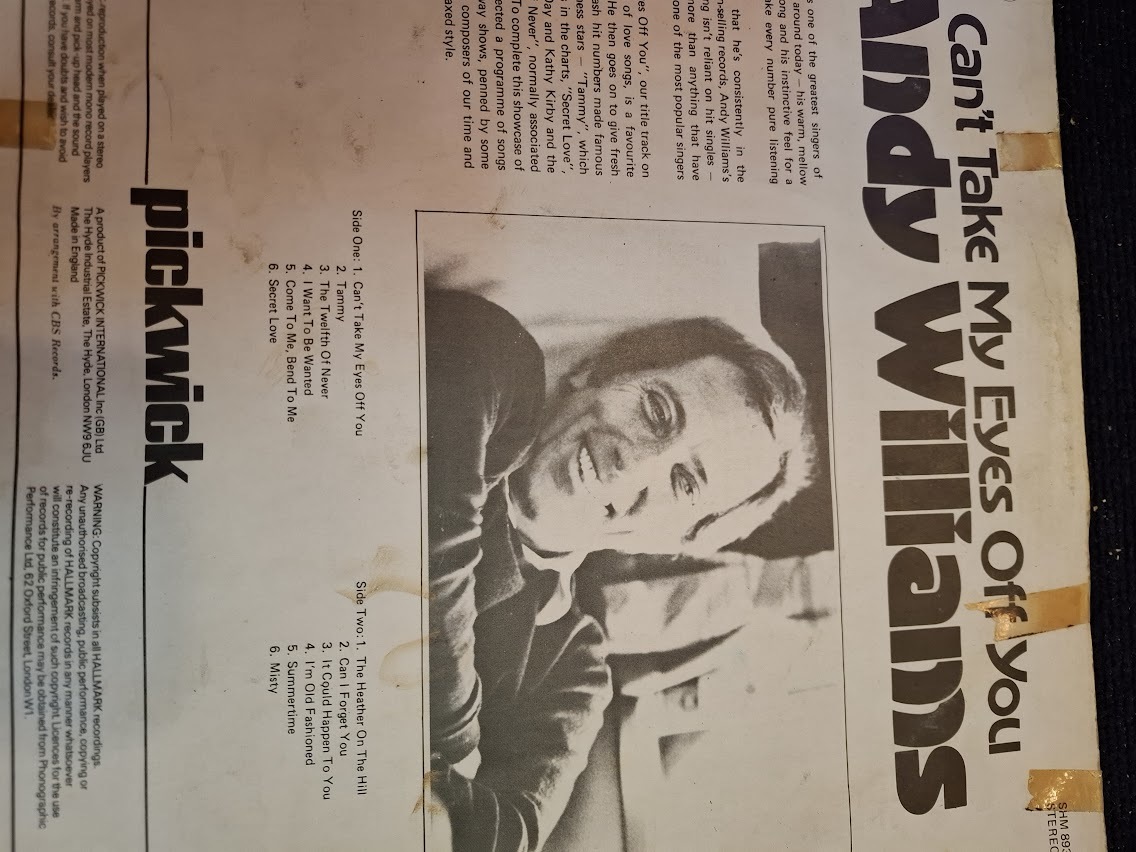 Can't Take My Eyes Off You
Andy Williams
SHM 893
STEREO
s one of the greatest singers of
around today — his warm, mellow
ong and his instinctive feel for a
ake every number pure listening
that he's consistently in the
n-selling records, Andy Williams's
ng isn't reliant on hit singles —
more than anything that have
one of the most popular singers
es Off You", our title track on
of love songs, is a favourite
He then goes on to give fresh
ash hit numbers made famous
ness stars — "Tammy", which
in the charts, "Secret Love",
Day and Kathy Kirby and the
Never", normally associated
To complete this showcase of
ected a programme of songs
way shows, penned by some
composers of our time and
axed style.
Side One: 1. Can't Take My Eyes Off You
2. Tammy
3. The Twelfth Of Never
4. I Want To Be Wanted
5. Come To Me, Bend To Me
6. Secret Love
Side Two: 1. The Heather On The Hill
2. Can I Forget You
3. It Could Happen To You
4. I'm Old Fashioned
5. Summertime
6. Misty
pickwick
-reproduction when played on a stereo
yed on most modern mono record players
rm and pick-up head and the sound
. If you have doubts and wish to avoid
ecords, consult your dealer
A product of PICKWICK INTERNATIONAL Inc (GB) Ltd
The Hyde Industrial Estate, The Hyde, London NW9 6JU
Made in England
By arrangement with CBS Records.
WARNING: Copyright subsists in all HALLMARK recordings.
Any unauthorised broadcasting, public performance, copying or
re-recording of HALLMARK records in any manner whatsoever
will constitute an infringement of such copyright. Licences for the use
of records for public performance may be obtained from Phonographic
Performance Ltd, 62 Oxford Street, London W1.